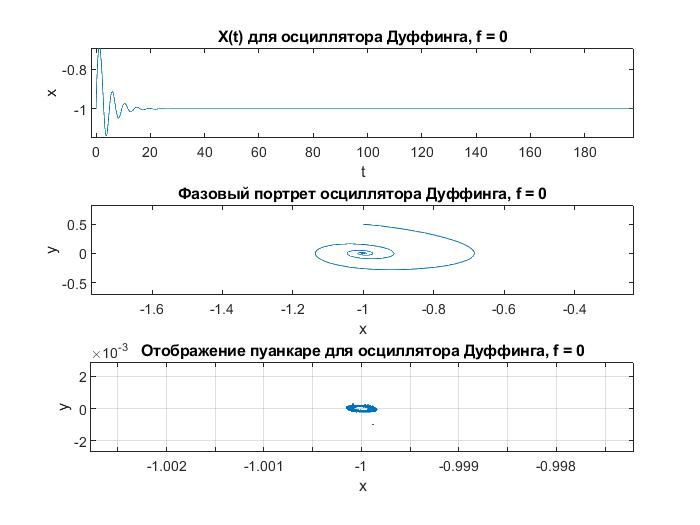 X(t) для осциллятора Дуффинга, f = 0
-0.8
-1
x
0 20 40 60 80 100 120 140 160 180
t
Фазовый портрет осциллятора Дуффинга, f = 0
0.5
0
-0.5
y
-1.6 -1.4 -1.2 -1 -0.8 -0.6 -0.4
x
×10-3 Отображение пуанкаре для осциллятора Дуффинга, f = 0
2
0
-2
y
-1.002 -1.001 -1 -0.999 -0.998
x